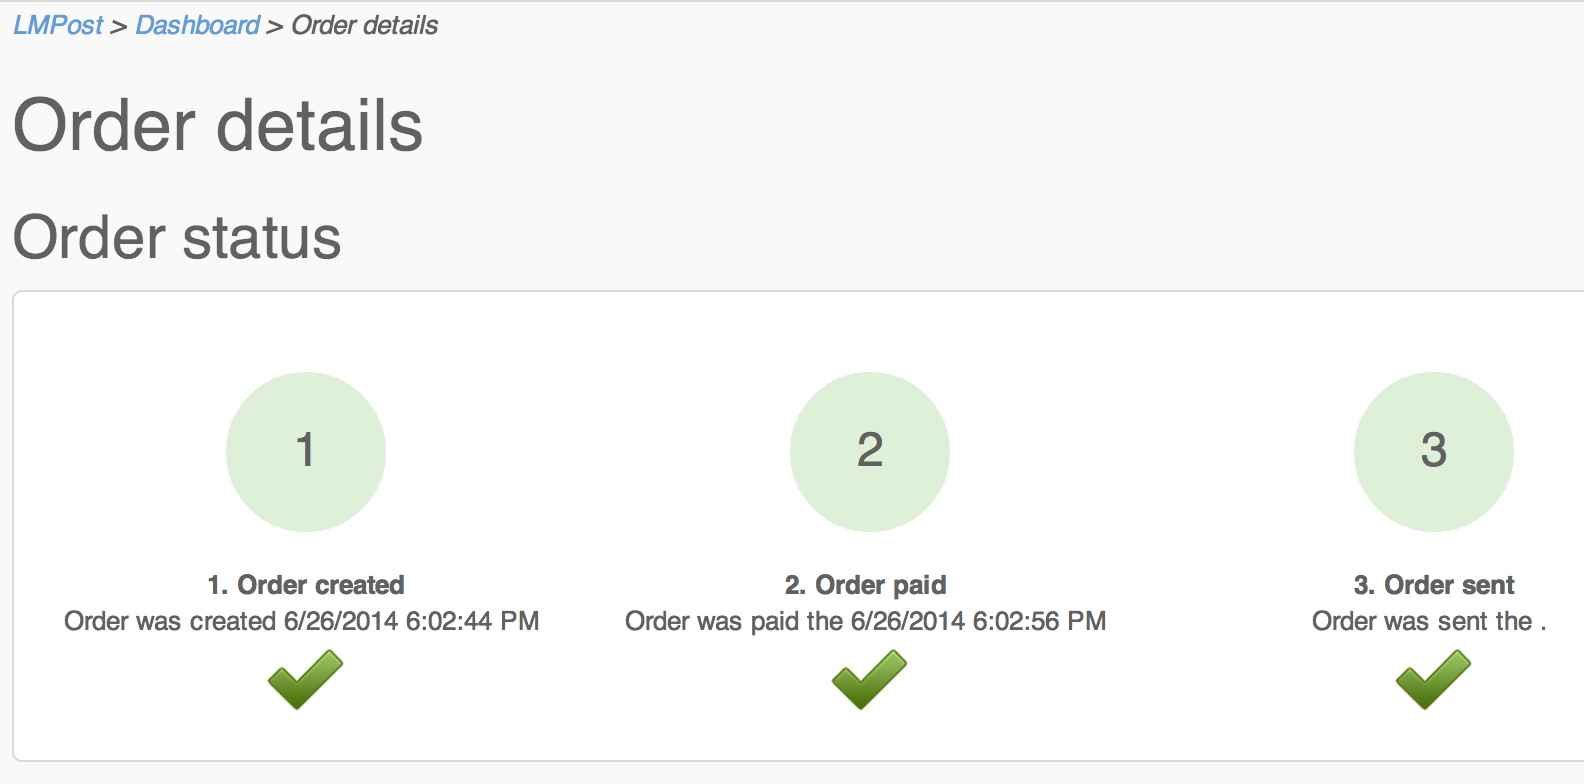 LMPost > Dashboard > Order details
Order details
Order status
1 2 3
1. Order created 2. Order paid 3. Order sent
Order was created 6/26/2014 6:02:44 PM Order was paid the 6/26/2014 6:02:56 PM Order was sent the .